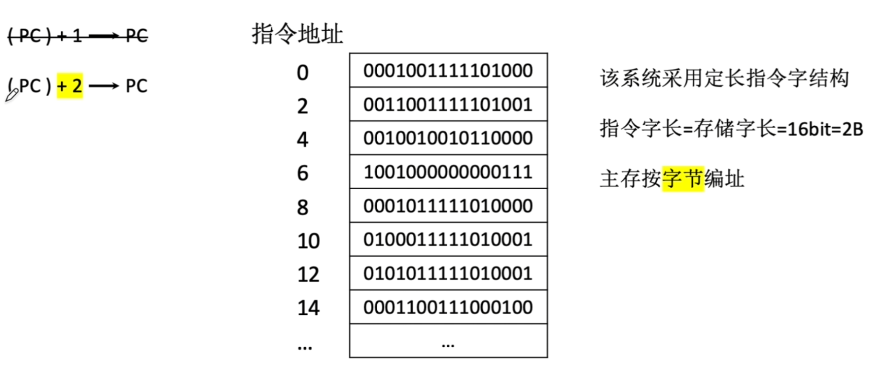 (PC) + 1 → PC
(PC) + 2 → PC
指令地址
0 0001001111101000
2 0011001111101001
4 0010010010110000
6 1001000000000111
8 0001011111010000
10 0100011111010001
12 0101011111010001
14 0001100111000100
... ...
该系统采用定长指令字结构
指令字长=存储字长=16bit=2B
主存按字节编址